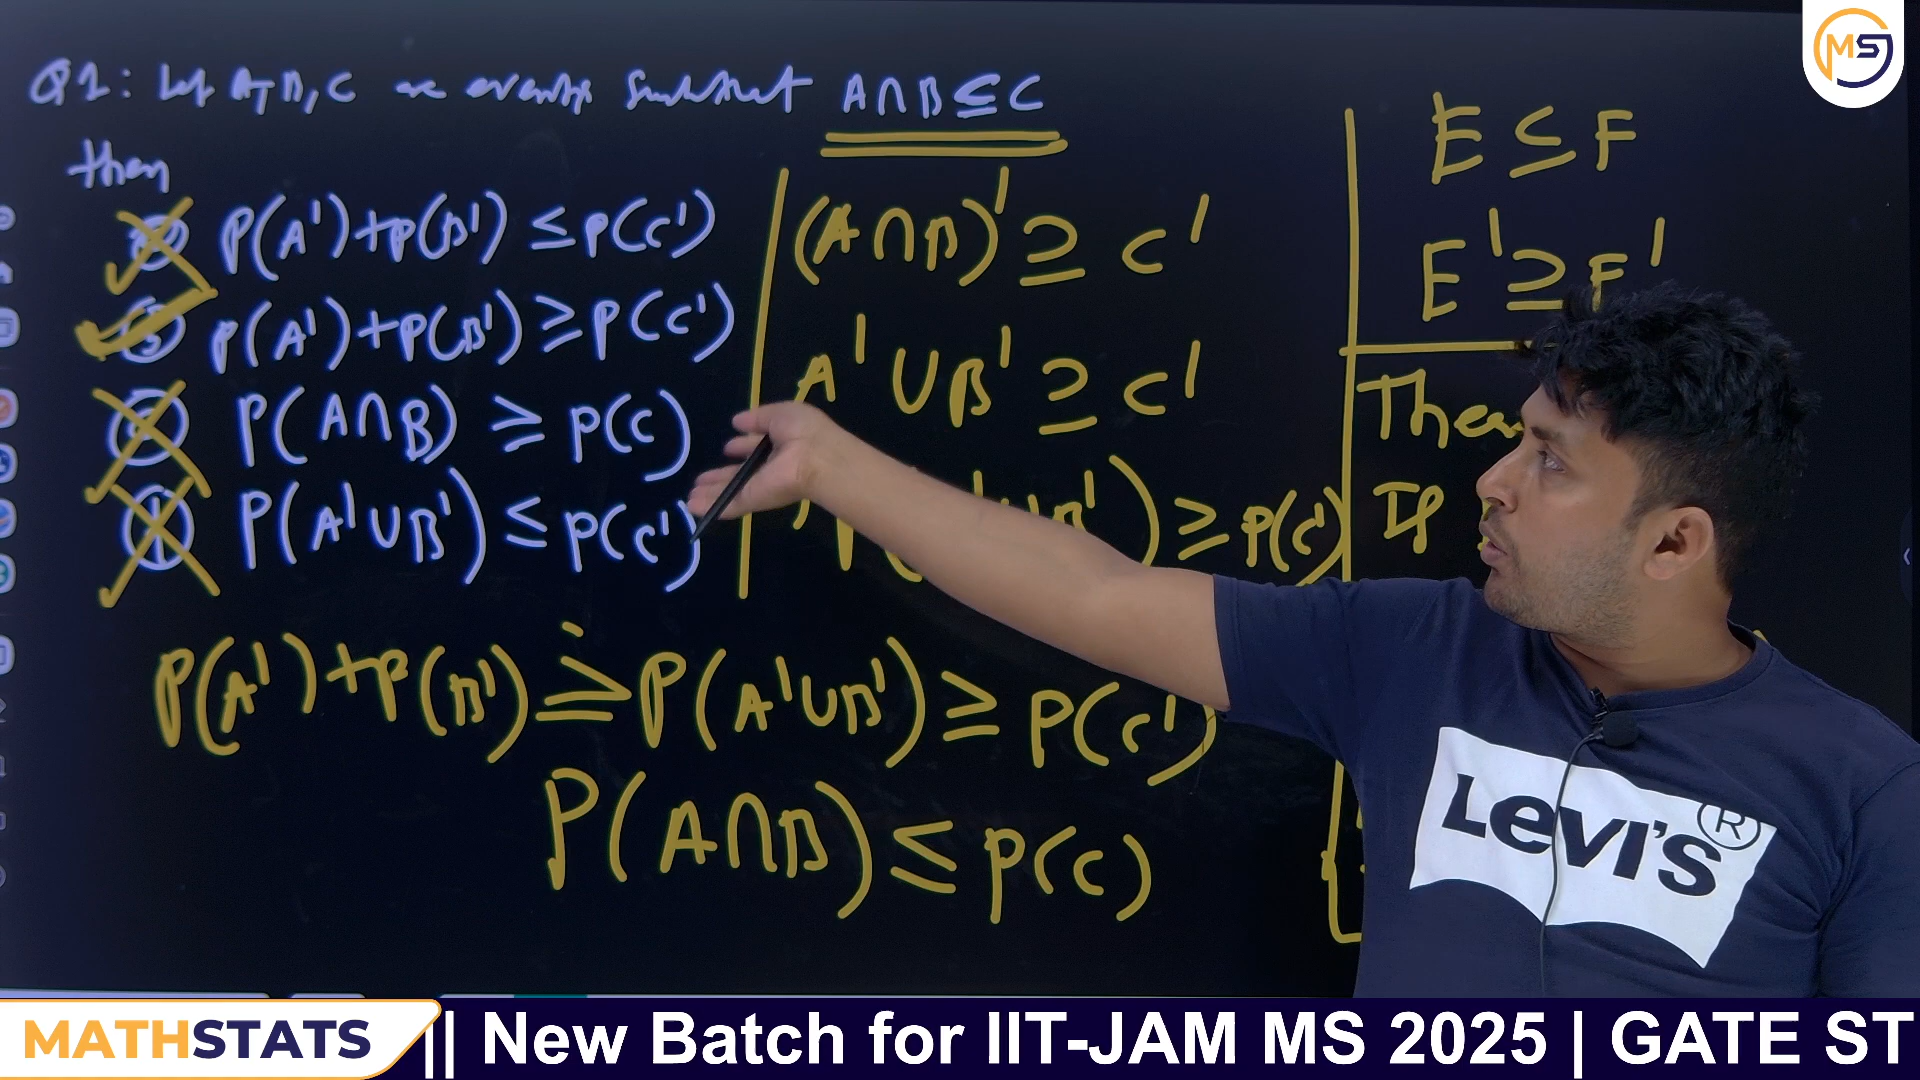 Q1: Let A, B, C are events such that A∩B⊆C
then
P(A')+P(B') ≤ P(C')
P(A')+P(B') ≥ P(C')
P(A∩B) ≥ P(C)
P(A'∪B') ≤ P(C')
(A∩B)' ⊇ C'
A'∪B' ⊇ C'
) ≥ P(C')
P(A')+P(B') ≥ P(A'∪B') ≥ P(C')
P(A∩B) ≤ P(C)
E ⊆ F
E' ⊇ F'
If
LEVI'S®
MS
MATHSTATS
|| New Batch for IIT-JAM MS 2025 | GATE ST